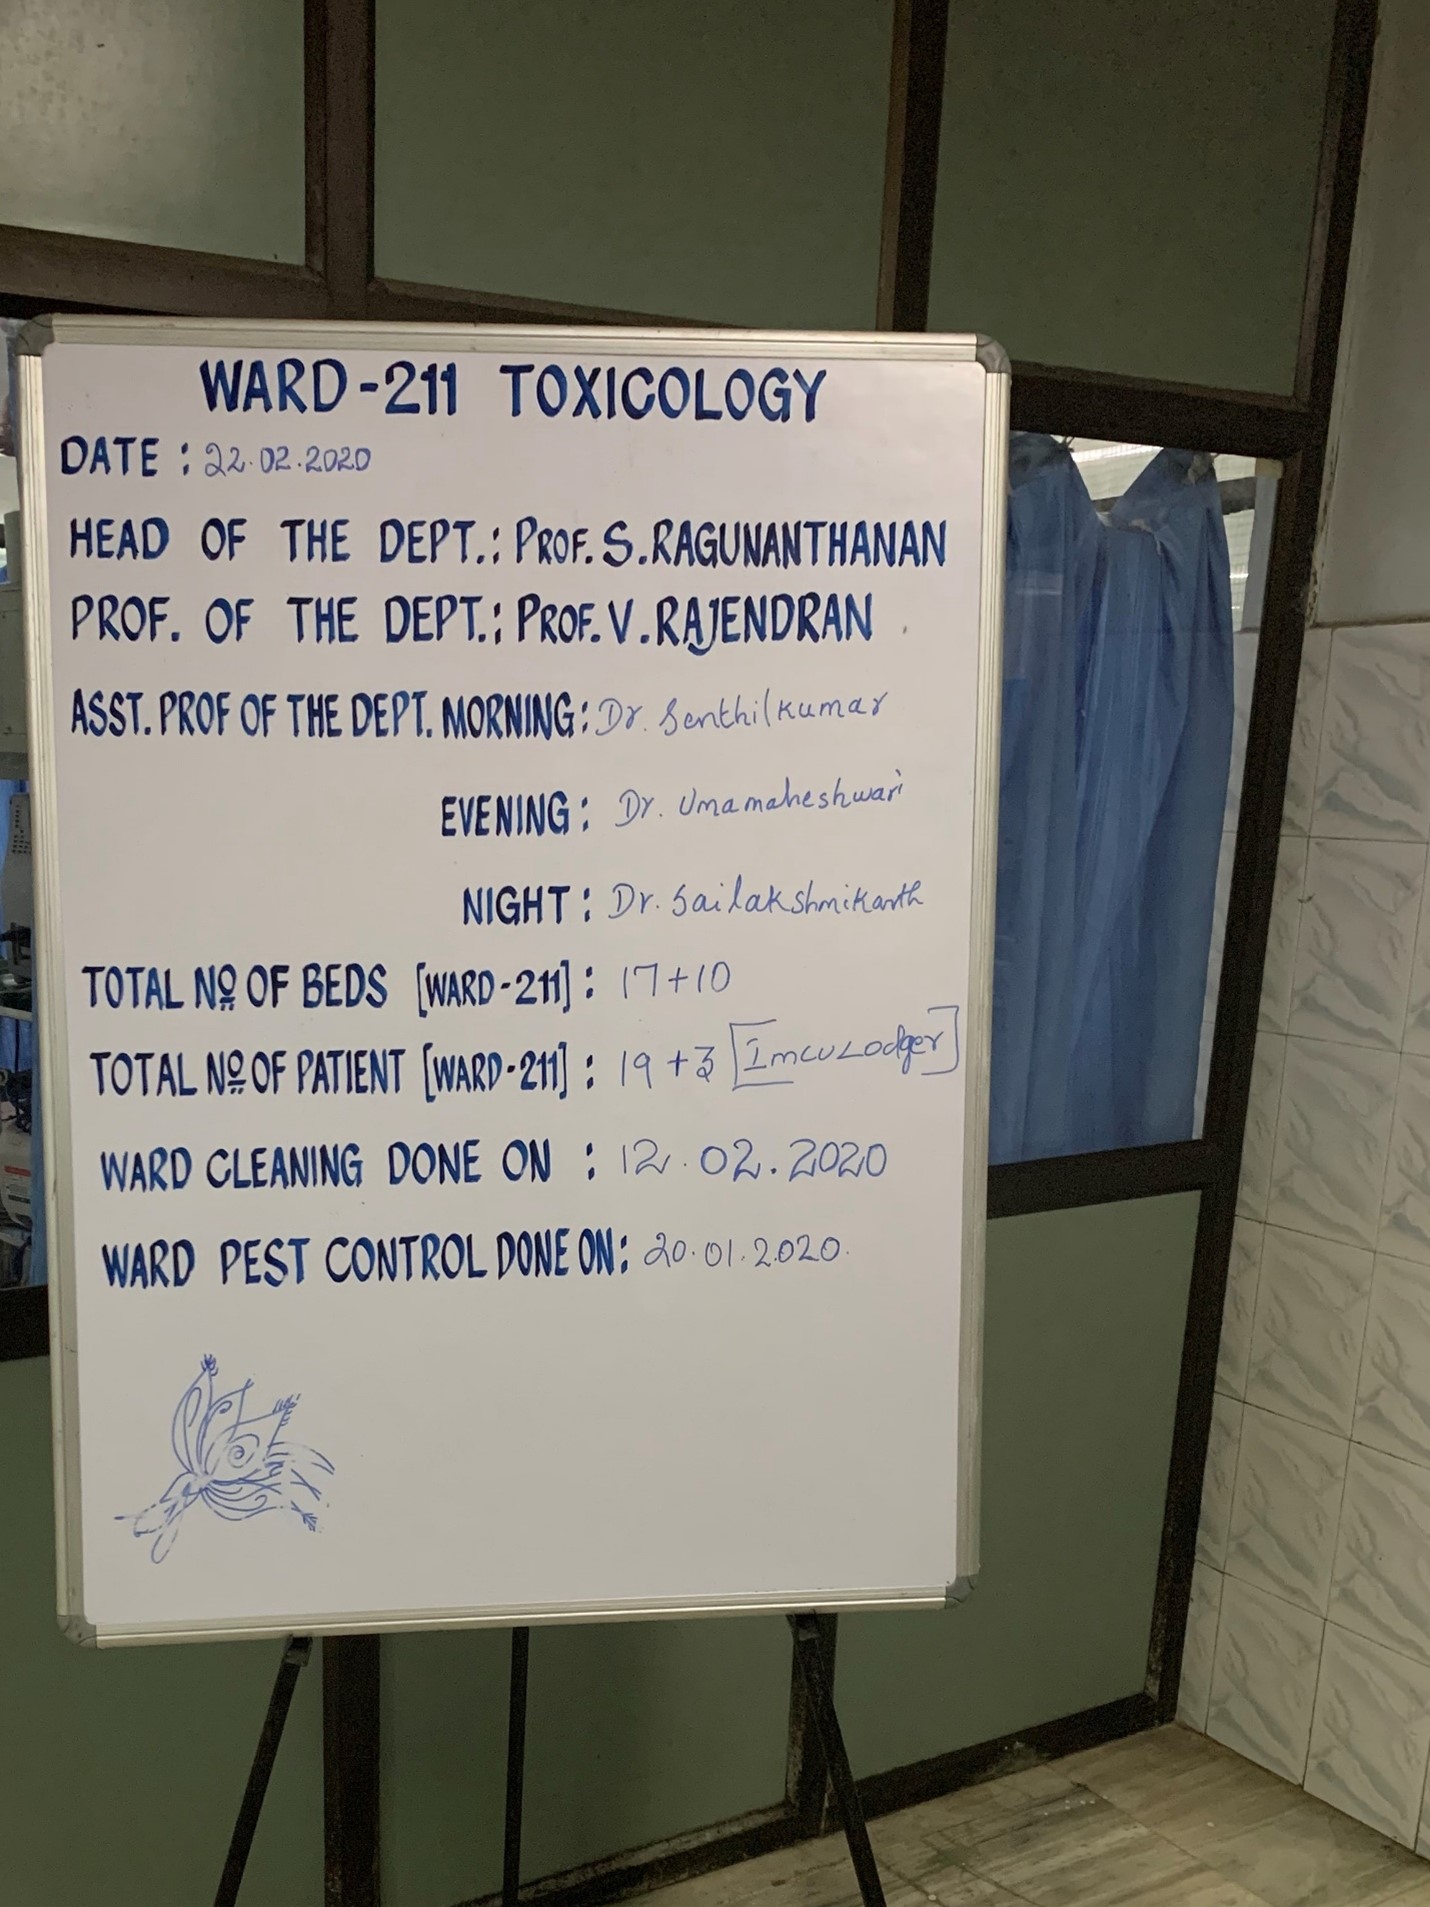 WARD-211 TOXICOLOGY
DATE : 22.02.2020
HEAD OF THE DEPT.: PROF. S. RAGUNANTHANAN
PROF. OF THE DEPT.: PROF. V. RAJENDRAN
ASST. PROF OF THE DEPT. MORNING: Dr. Senthilkumar
EVENING: Dr. Umamaheshwari
NIGHT: Dr. Sailakshmikanth
TOTAL No OF BEDS [WARD-211]: 17+10
TOTAL No OF PATIENT [WARD-211]: 19 +3 [Imcu Lodger]
WARD CLEANING DONE ON : 12.02.2020
WARD PEST CONTROL DONE ON: 20.01.2020.